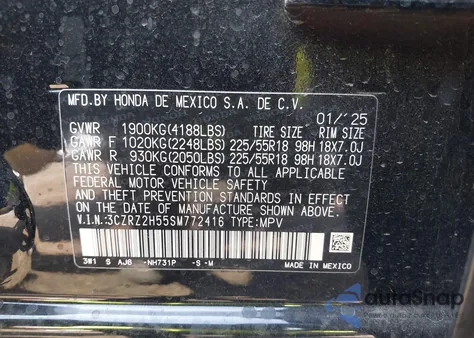 MFD.BY HONDA DE MEXICO S.A. DE C.V.
01/'25
GVWR 1900KG(4188LBS) TIRE SIZE RIM SIZE
GAWR F 1020KG(2248LBS) 225/55R18 98H 18X7.0J
GAWR R 930KG(2050LBS) 225/55R18 98H 18X7.0J
THIS VEHICLE CONFORMS TO ALL APPLICABLE
FEDERAL MOTOR VEHICLE SAFETY
AND THEFT PREVENTION STANDARDS IN EFFECT
ON THE DATE OF MANUFACTURE SHOWN ABOVE.
V.I.N.:3CZRZ2H55SM772416 TYPE:MPV
3W1 S AJ6 -NH731P -S-M
MADE IN MEXICO
autoSnap